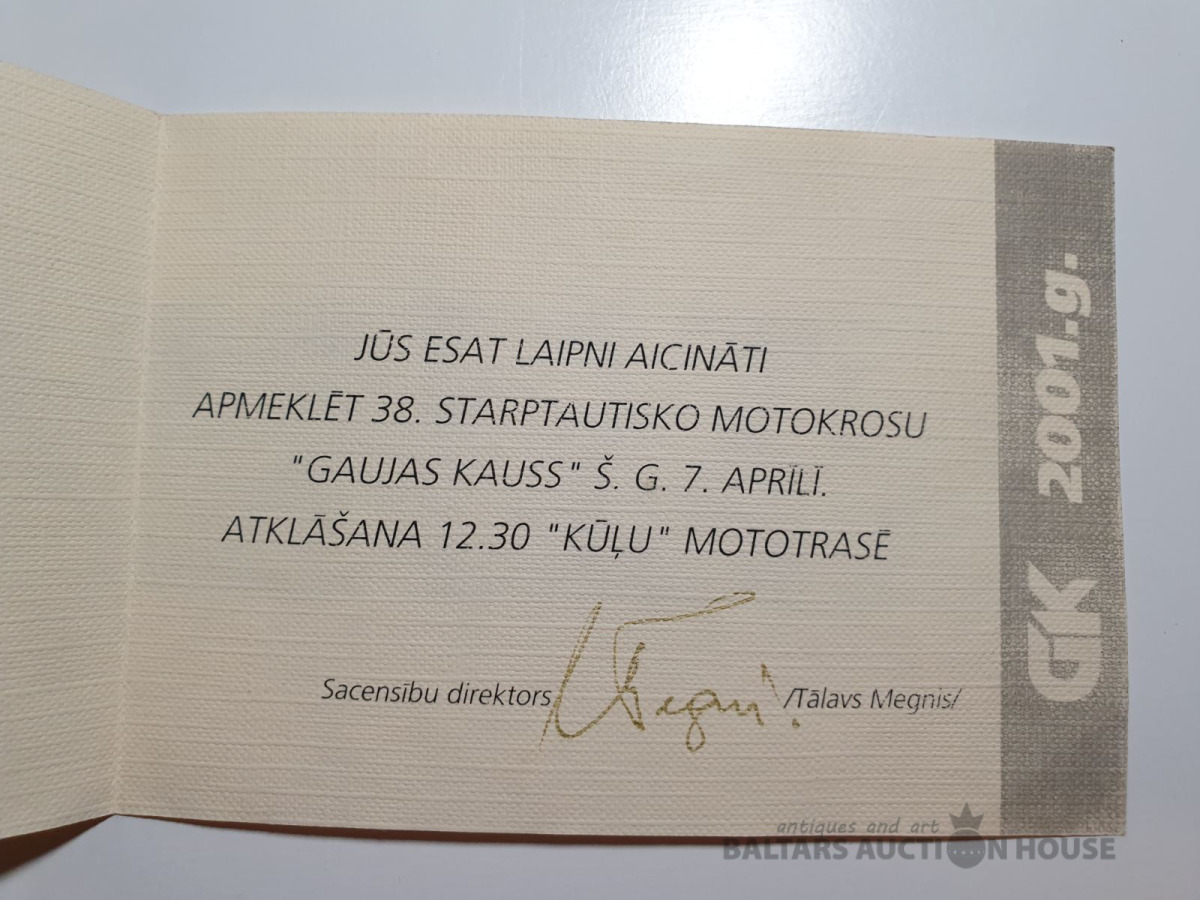 JŪS ESAT LAIPNI AICINĀTI
APMEKLĒT 38. STARPTAUTISKO MOTOKROSU
"GAUJAS KAUSS" Š. G. 7. APRĪLĪ.
ATKLĀŠANA 12.30 "KŪĻU" MOTOTRASĒ
Sacensību direktors /Tālavs Megnis/
GK 2001.g.
antiques and art
BALTARS AUCTION HOUSE